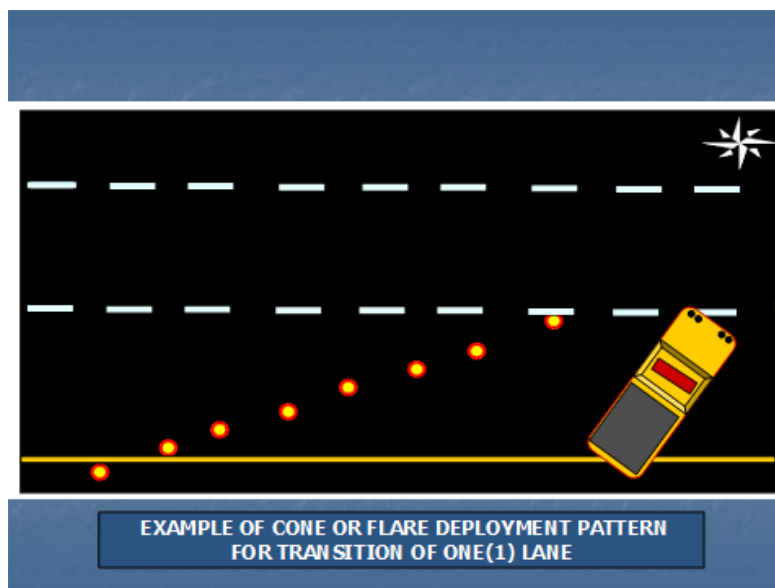 EXAMPLE OF CONE OR FLARE DEPLOYMENT PATTERN
FOR TRANSITION OF ONE(1) LANE